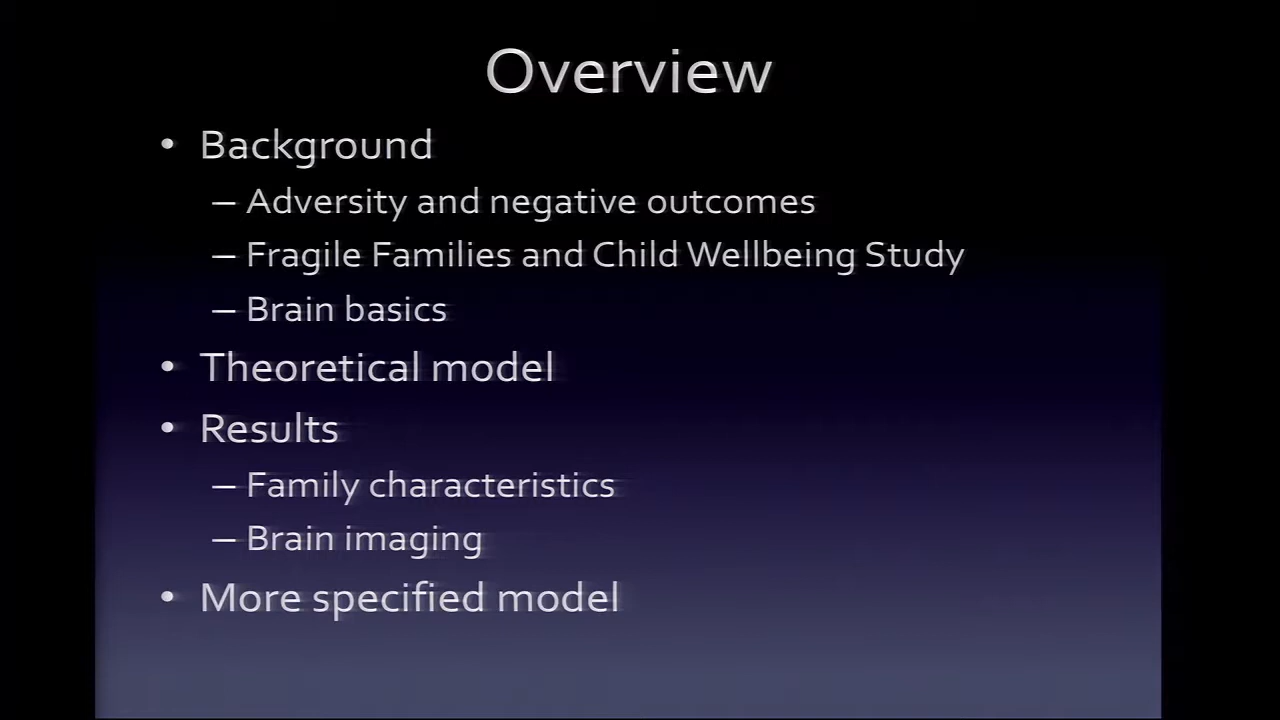 Overview
• Background
– Adversity and negative outcomes
– Fragile Families and Child Wellbeing Study
– Brain basics
• Theoretical model
• Results
– Family characteristics
– Brain imaging
• More specified model